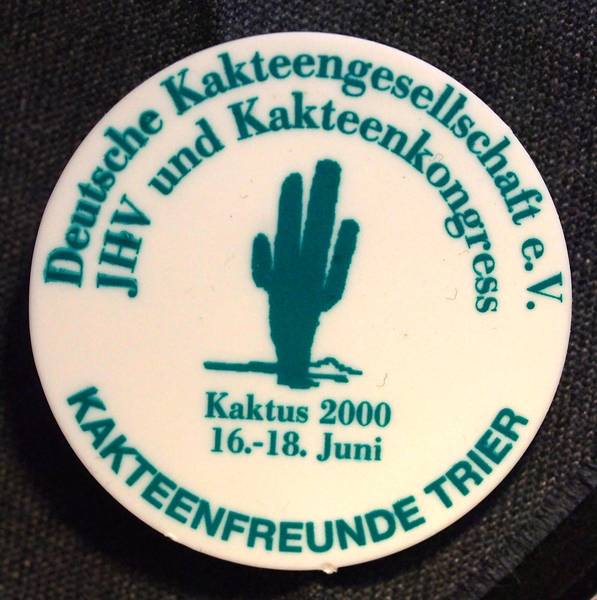 Deutsche Kakteengesellschaft e.V.
JHV und Kakteenkongress
Kaktus 2000
16.-18. Juni
KAKTEENFREUNDE TRIER